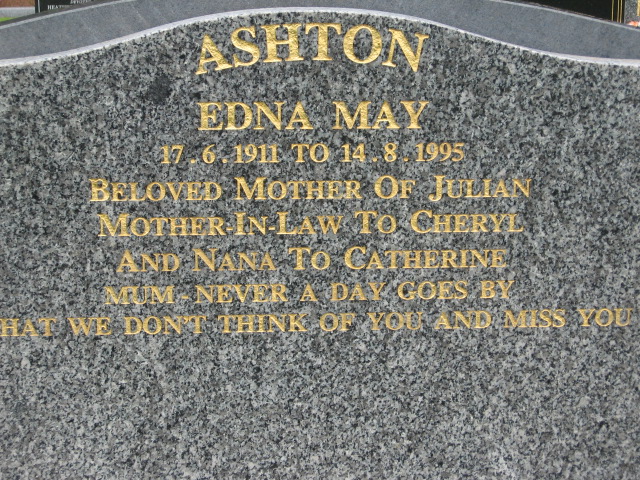 ASHTON
EDNA MAY
17.6.1911 TO 14.8.1995
BELOVED MOTHER OF JULIAN
MOTHER-IN-LAW TO CHERYL
AND NANA TO CATHERINE
MUM-NEVER A DAY GOES BY
HAT WE DON'T THINK OF YOU AND MISS YOU